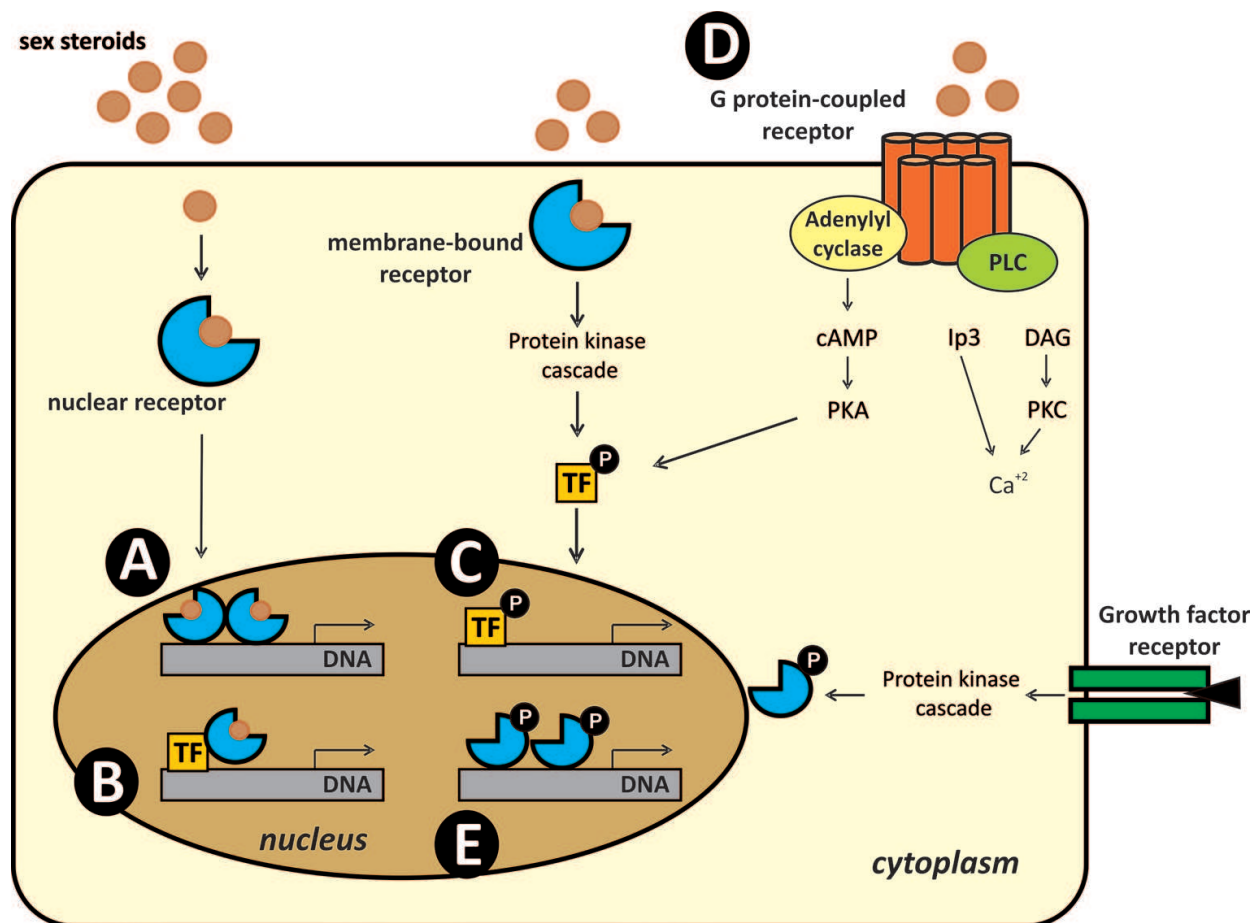 sex steroids
D
G protein-coupled
receptor
membrane-bound
receptor
Adenylyl
cyclase
PLC
nuclear receptor
Protein kinase
cascade
cAMP
Ip3
DAG
PKA
PKC
Ca+2
P
TF
A
C
P
TF
DNA
DNA
Growth factor
receptor
P
Protein kinase
cascade
B
TF
DNA
P
P
DNA
nucleus
E
cytoplasm